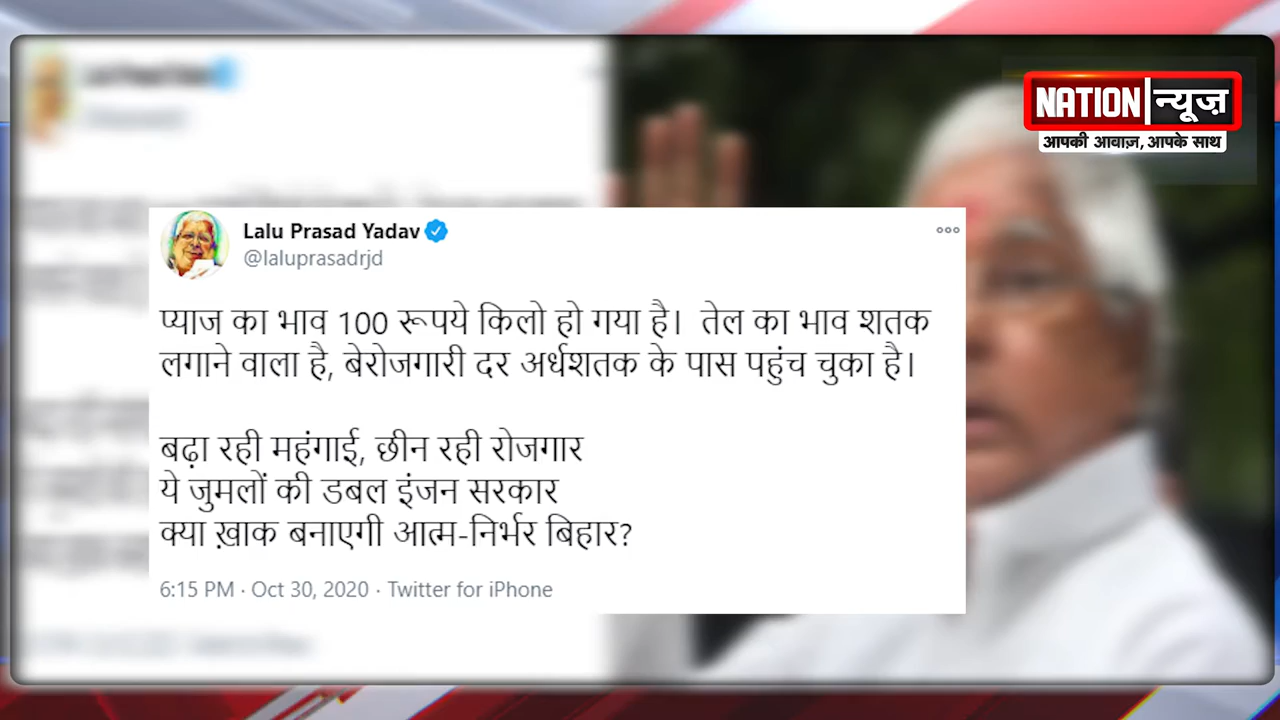 NATION न्यूज़
आपकी आवाज़, आपके साथ
Lalu Prasad Yadav
@laluprasadrjd
प्याज का भाव 100 रूपये किलो हो गया है। तेल का भाव शतक
लगाने वाला है, बेरोजगारी दर अर्धशतक के पास पहुंच चुका है।
बढ़ा रही महंगाई, छीन रही रोजगार
ये जुमलों की डबल इंजन सरकार
क्या ख़ाक बनाएगी आत्म-निर्भर बिहार?
6:15 PM · Oct 30, 2020 · Twitter for iPhone